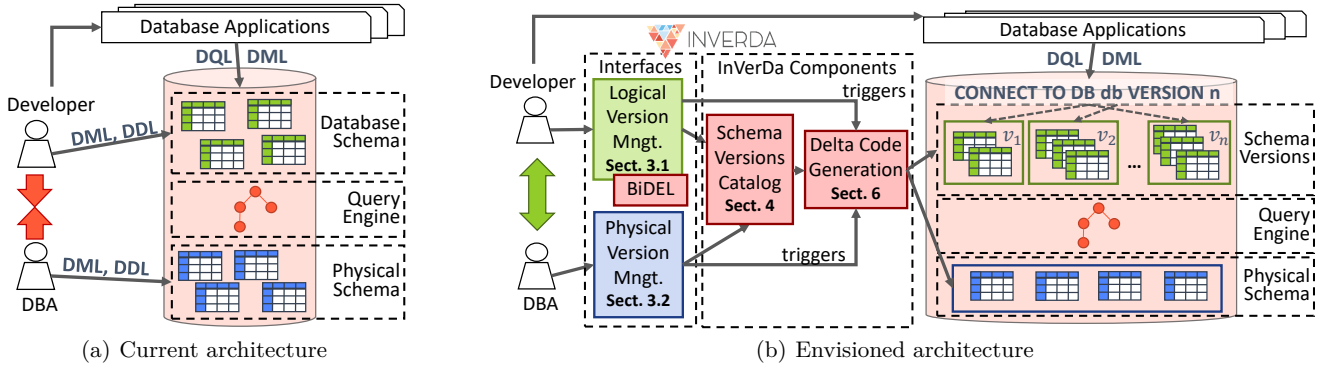 Database Applications
DQL DML
Developer
DML, DDL
Database
Schema
Query
Engine
DML, DDL
Physical
Schema
DBA
(a) Current architecture
INVERDA
Database Applications
DQL DML
Developer
Interfaces
InVerDa Components
Logical
Version
Mngt.
Sect. 3.1
BiDEL
triggers
Schema
Versions
Catalog
Sect. 4
Delta Code
Generation
Sect. 6
CONNECT TO DB db VERSION n
v1
v2
...
vn
Schema
Versions
Query
Engine
Physical
Version
Mngt.
Sect. 3.2
triggers
Physical
Schema
DBA
(b) Envisioned architecture